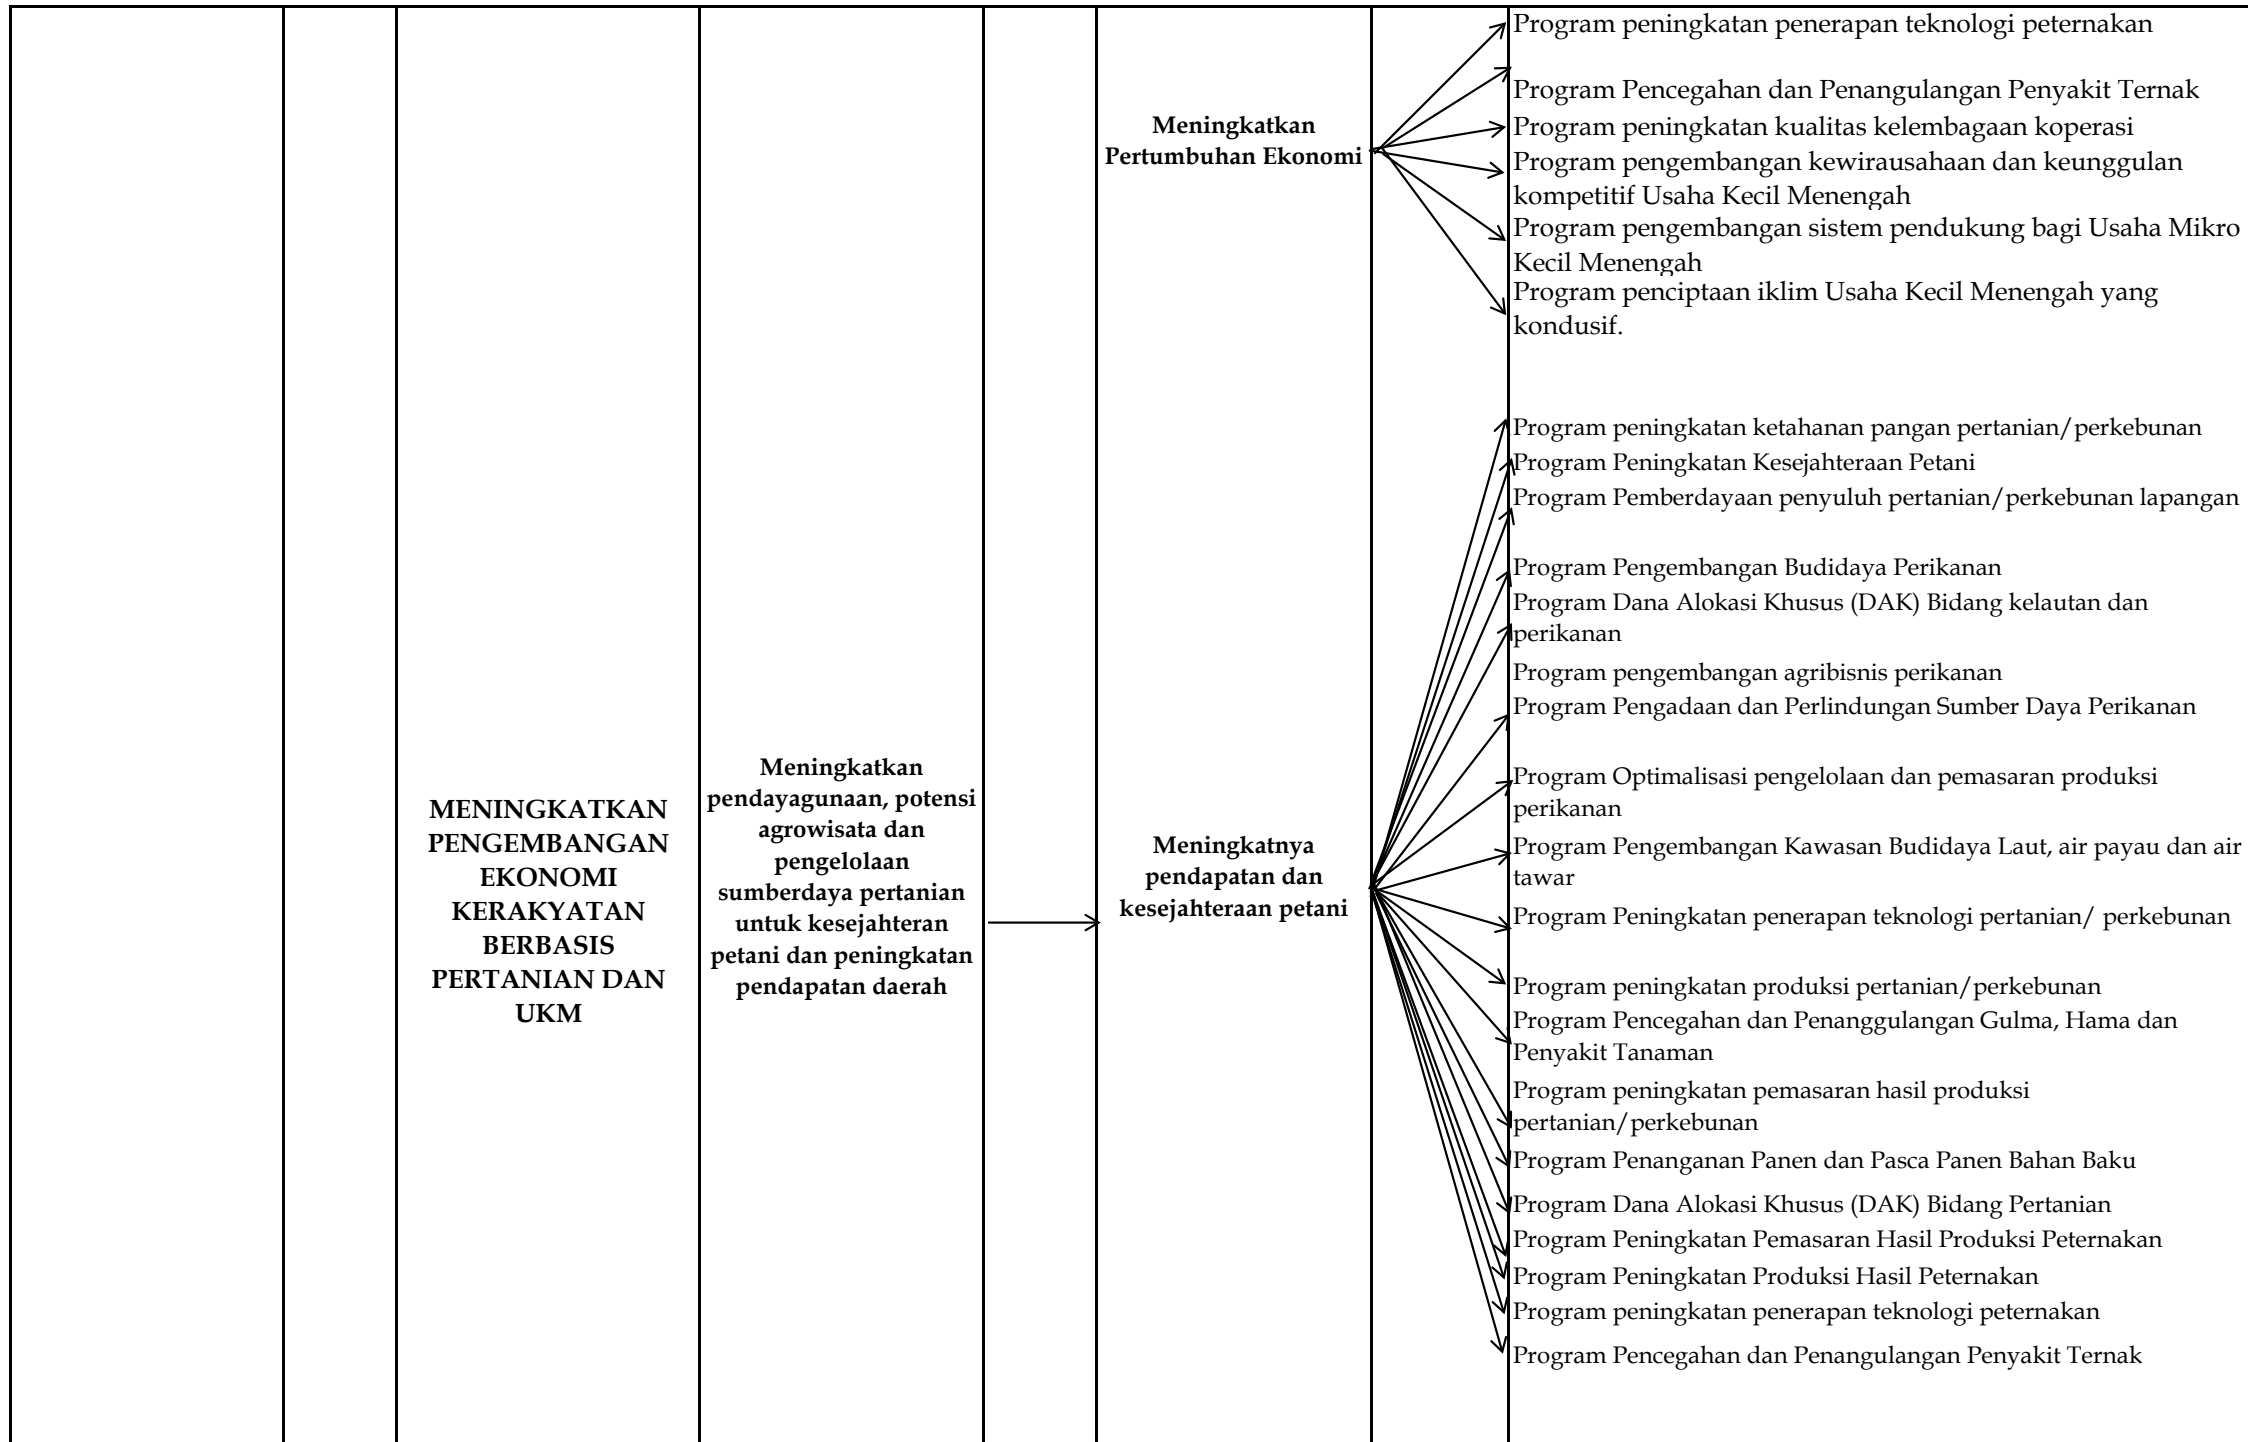 MENINGKATKAN
PENGEMBANGAN
EKONOMI
KERAKYATAN
BERBASIS
PERTANIAN DAN
UKM
Meningkatkan
pendayagunaan, potensi
agrowisata dan
pengelolaan
sumberdaya pertanian
untuk kesejahteran
petani dan peningkatan
pendapatan daerah
Meningkatkan
Pertumbuhan Ekonomi
Program peningkatan penerapan teknologi peternakan
Program Pencegahan dan Penangulangan Penyakit Ternak
Program peningkatan kualitas kelembagaan koperasi
Program pengembangan kewirausahaan dan keunggulan
kompetitif Usaha Kecil Menengah
Program pengembangan sistem pendukung bagi Usaha Mikro
Kecil Menengah
Program penciptaan iklim Usaha Kecil Menengah yang
kondusif.
Meningkatnya
pendapatan dan
kesejahteraan petani
Program peningkatan ketahanan pangan pertanian/perkebunan
Program Peningkatan Kesejahteraan Petani
Program Pemberdayaan penyuluh pertanian/perkebunan lapangan
Program Pengembangan Budidaya Perikanan
Program Dana Alokasi Khusus (DAK) Bidang kelautan dan
perikanan
Program pengembangan agribisnis perikanan
Program Pengadaan dan Perlindungan Sumber Daya Perikanan
Program Optimalisasi pengelolaan dan pemasaran produksi
perikanan
Program Pengembangan Kawasan Budidaya Laut, air payau dan air
tawar
Program Peningkatan penerapan teknologi pertanian/ perkebunan
Program peningkatan produksi pertanian/perkebunan
Program Pencegahan dan Penanggulangan Gulma, Hama dan
Penyakit Tanaman
Program peningkatan pemasaran hasil produksi
pertanian/perkebunan
Program Penanganan Panen dan Pasca Panen Bahan Baku
Program Dana Alokasi Khusus (DAK) Bidang Pertanian
Program Peningkatan Pemasaran Hasil Produksi Peternakan
Program Peningkatan Produksi Hasil Peternakan
Program peningkatan penerapan teknologi peternakan
Program Pencegahan dan Penangulangan Penyakit Ternak